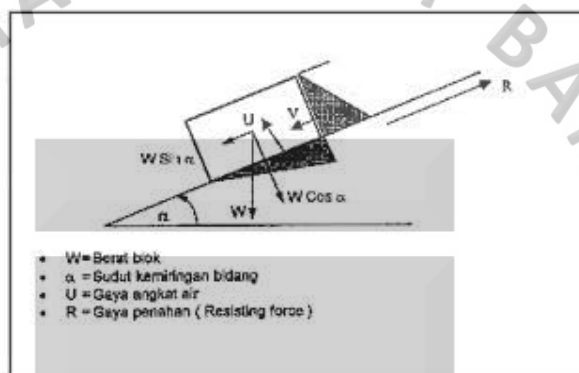 R
V
U
W Sin α
W Cos α
W
α
• W= Berat blok
• α = Sudut kemiringan bidang
• U = Gaya angkat air
• R = Gaya penahan ( Resisting force )